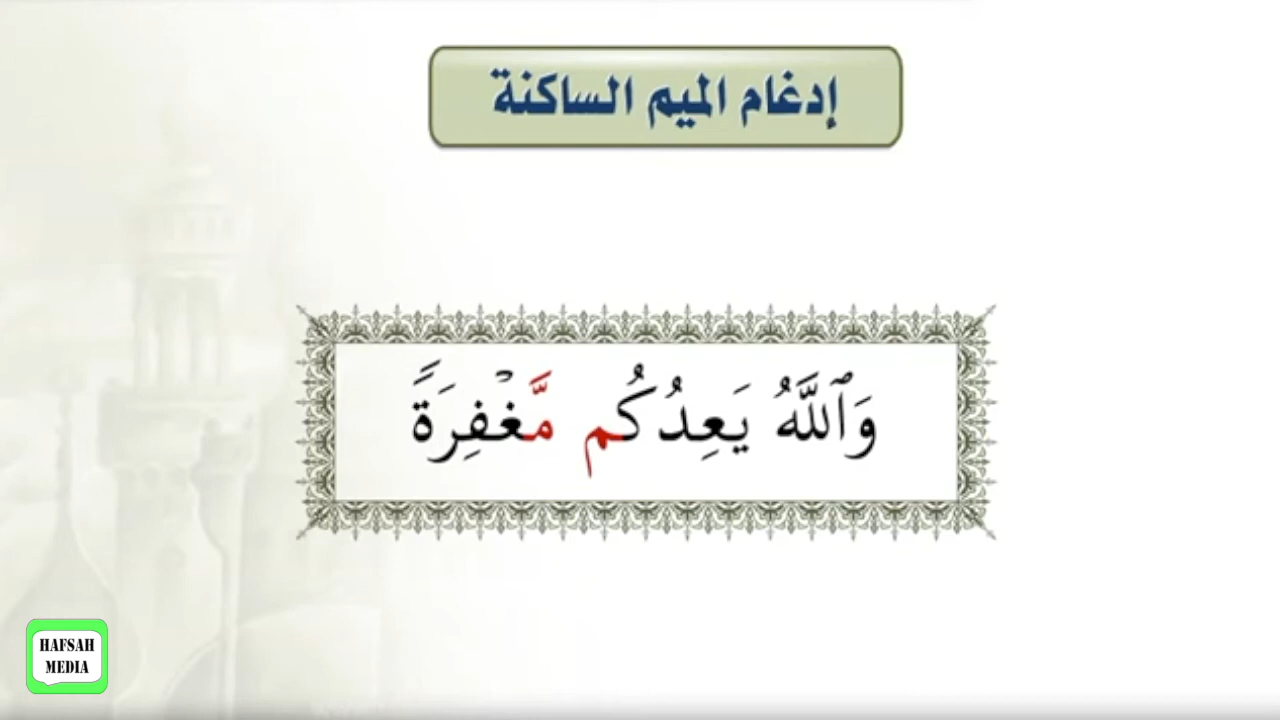 إدغام الميم الساكنة
وَٱللَّهُ يَعِدُكُم مَّغْفِرَةً
HAFSAH
MEDIA